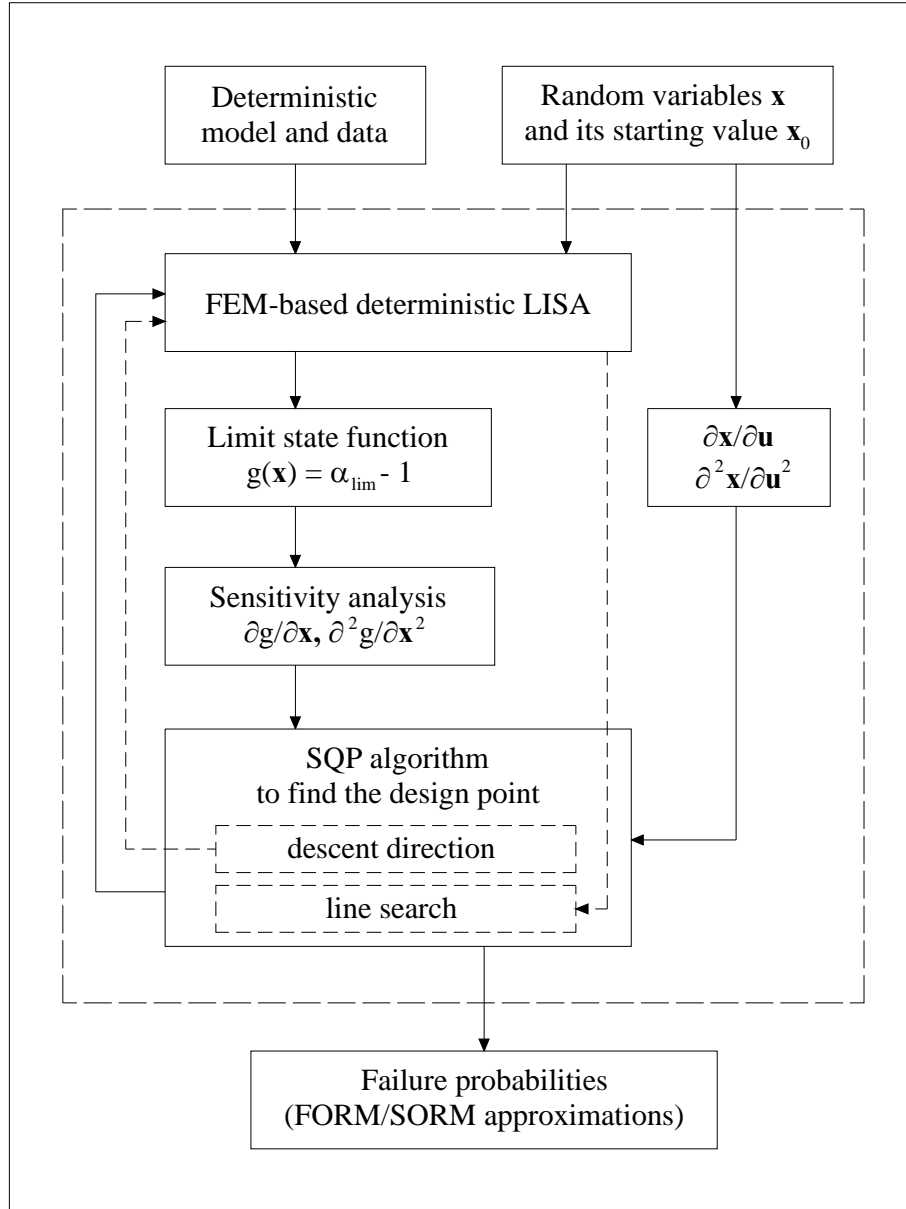 Deterministic
model and data
Random variables x
and its starting value x₀
FEM-based deterministic LISA
Limit state function
g(x) = α_lim - 1
∂x/∂u
∂²x/∂u²
Sensitivity analysis
∂g/∂x, ∂²g/∂x²
SQP algorithm
to find the design point
descent direction
line search
Failure probabilities
(FORM/SORM approximations)